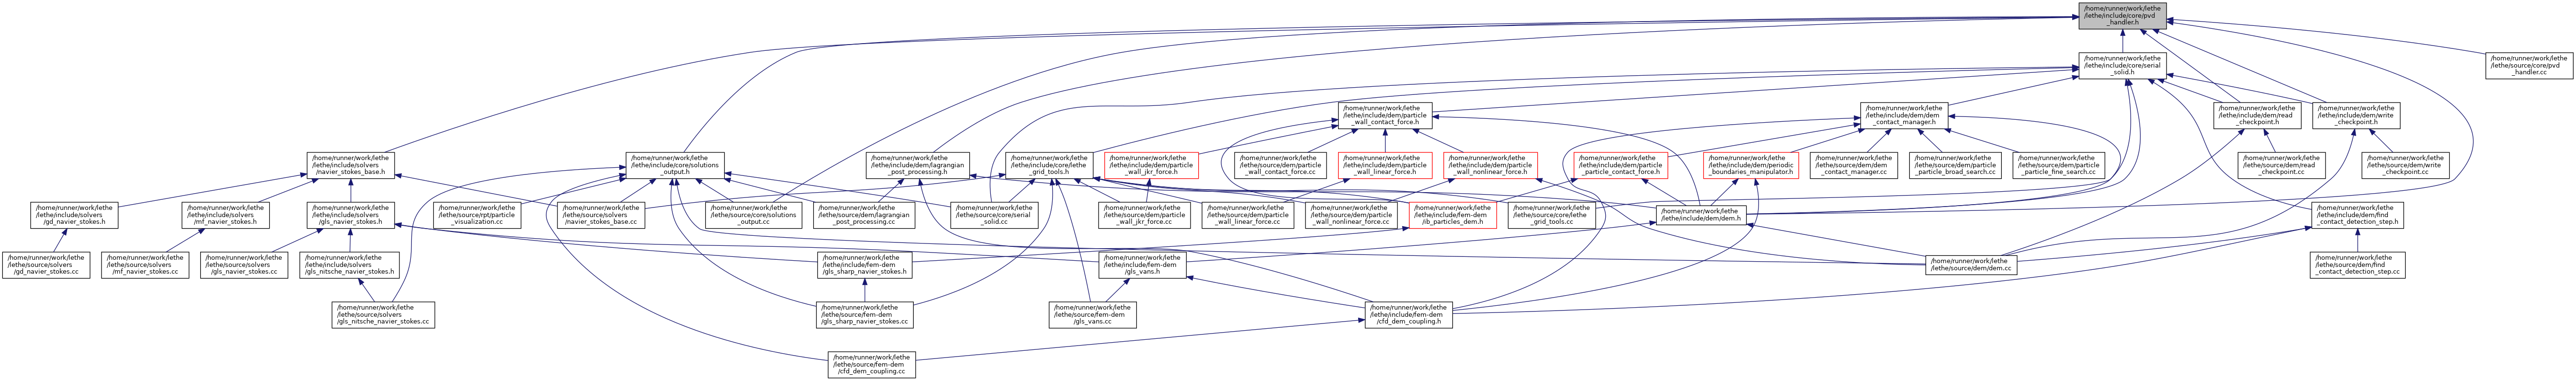 /home/runner/work/lethe
/lethe/include/core/pvd
_handler.h
/home/runner/work/lethe
/lethe/include/core/serial
_solid.h
/home/runner/work/lethe
/lethe/source/core/pvd
_handler.cc
/home/runner/work/lethe
/lethe/include/dem/particle
_wall_contact_force.h
/home/runner/work/lethe
/lethe/include/dem/dem
_contact_manager.h
/home/runner/work/lethe
/lethe/include/dem/read
_checkpoint.h
/home/runner/work/lethe
/lethe/include/dem/write
_checkpoint.h
/home/runner/work/lethe
/lethe/include/solvers
/navier_stokes_base.h
/home/runner/work/lethe
/lethe/include/core/solutions
_output.h
/home/runner/work/lethe
/lethe/include/dem/lagrangian
_post_processing.h
/home/runner/work/lethe
/lethe/include/core/lethe
_grid_tools.h
/home/runner/work/lethe
/lethe/include/dem/particle
_wall_jkr_force.h
/home/runner/work/lethe
/lethe/source/dem/particle
_wall_contact_force.cc
/home/runner/work/lethe
/lethe/include/dem/particle
_wall_linear_force.h
/home/runner/work/lethe
/lethe/include/dem/particle
_wall_nonlinear_force.h
/home/runner/work/lethe
/lethe/include/dem/particle
_particle_contact_force.h
/home/runner/work/lethe
/lethe/include/dem/periodic
_boundaries_manipulator.h
/home/runner/work/lethe
/lethe/source/dem/dem
_contact_manager.cc
/home/runner/work/lethe
/lethe/source/dem/particle
_particle_broad_search.cc
/home/runner/work/lethe
/lethe/source/dem/particle
_particle_fine_search.cc
/home/runner/work/lethe
/lethe/source/dem/read
_checkpoint.cc
/home/runner/work/lethe
/lethe/source/dem/write
_checkpoint.cc
/home/runner/work/lethe
/lethe/include/solvers
/gd_navier_stokes.h
/home/runner/work/lethe
/lethe/include/solvers
/mf_navier_stokes.h
/home/runner/work/lethe
/lethe/include/solvers
/gls_navier_stokes.h
/home/runner/work/lethe
/lethe/source/rpt/particle
_visualization.cc
/home/runner/work/lethe
/lethe/source/solvers
/navier_stokes_base.cc
/home/runner/work/lethe
/lethe/source/core/solutions
_output.cc
/home/runner/work/lethe
/lethe/source/dem/lagrangian
_post_processing.cc
/home/runner/work/lethe
/lethe/source/core/serial
_solid.cc
/home/runner/work/lethe
/lethe/source/dem/particle
_wall_jkr_force.cc
/home/runner/work/lethe
/lethe/source/dem/particle
_wall_linear_force.cc
/home/runner/work/lethe
/lethe/source/dem/particle
_wall_nonlinear_force.cc
/home/runner/work/lethe
/lethe/include/fem-dem
/ib_particles_dem.h
/home/runner/work/lethe
/lethe/source/core/lethe
_grid_tools.cc
/home/runner/work/lethe
/lethe/include/dem/dem.h
/home/runner/work/lethe
/lethe/include/dem/find
_contact_detection_step.h
/home/runner/work/lethe
/lethe/source/solvers
/gd_navier_stokes.cc
/home/runner/work/lethe
/lethe/source/solvers
/mf_navier_stokes.cc
/home/runner/work/lethe
/lethe/source/solvers
/gls_navier_stokes.cc
/home/runner/work/lethe
/lethe/include/solvers
/gls_nitsche_navier_stokes.h
/home/runner/work/lethe
/lethe/include/fem-dem
/gls_sharp_navier_stokes.h
/home/runner/work/lethe
/lethe/include/fem-dem
/gls_vans.h
/home/runner/work/lethe
/lethe/source/dem/dem.cc
/home/runner/work/lethe
/lethe/source/dem/find
_contact_detection_step.cc
/home/runner/work/lethe
/lethe/source/solvers
/gls_nitsche_navier_stokes.cc
/home/runner/work/lethe
/lethe/source/fem-dem
/gls_sharp_navier_stokes.cc
/home/runner/work/lethe
/lethe/source/fem-dem
/gls_vans.cc
/home/runner/work/lethe
/lethe/include/fem-dem
/cfd_dem_coupling.h
/home/runner/work/lethe
/lethe/source/fem-dem
/cfd_dem_coupling.cc